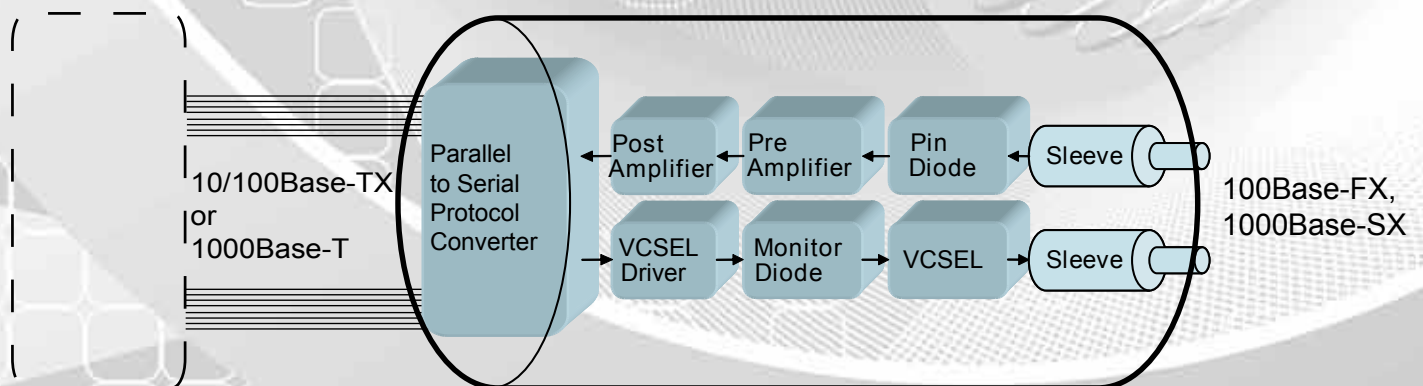 10/100Base-TX
or
1000Base-T
Parallel
to Serial
Protocol
Converter
Post
Amplifier
Pre
Amplifier
Pin
Diode
Sleeve
VCSEL
Driver
Monitor
Diode
VCSEL
Sleeve
100Base-FX,
1000Base-SX